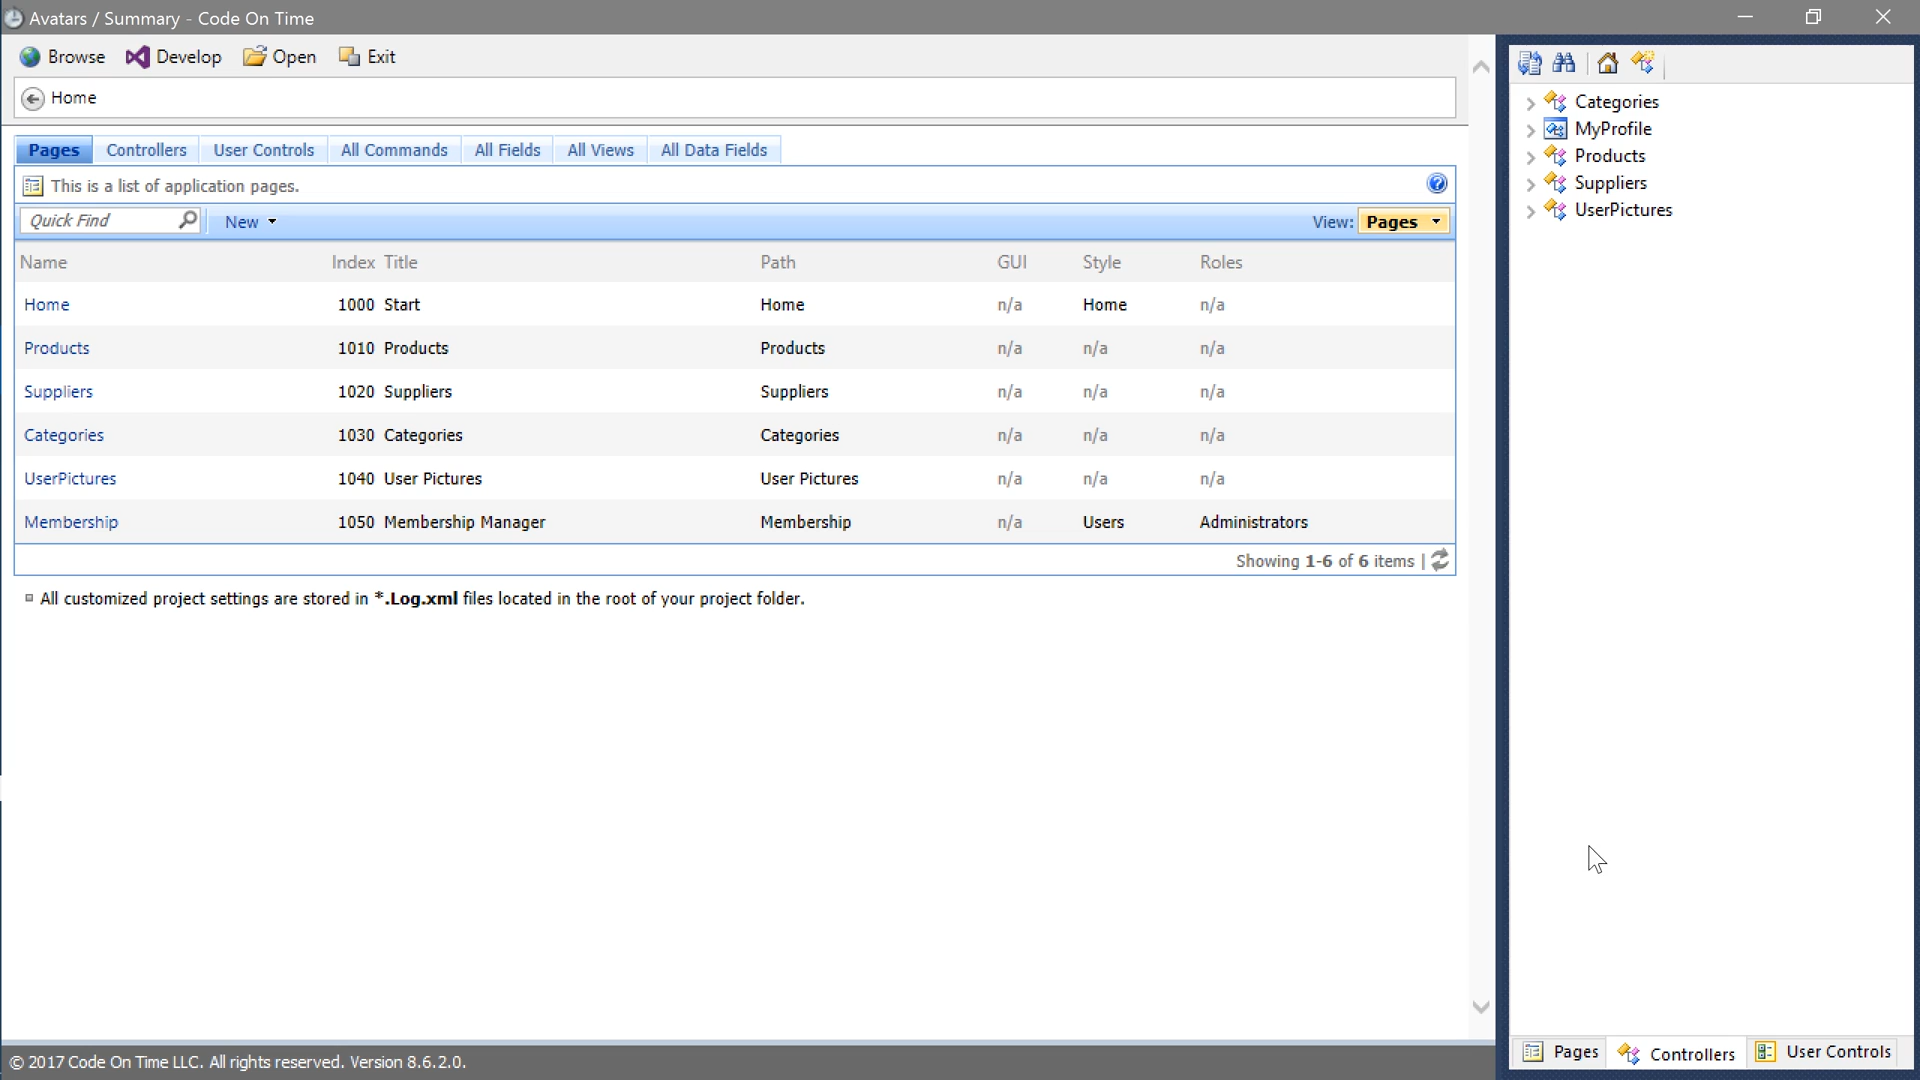 Avatars / Summary - Code On Time
Browse Develop Open Exit
Home
Pages Controllers User Controls All Commands All Fields All Views All Data Fields
This is a list of application pages.
Quick Find New View: Pages
Name Index Title Path GUI Style Roles
Home 1000 Start Home n/a Home n/a
Products 1010 Products Products n/a n/a n/a
Suppliers 1020 Suppliers Suppliers n/a n/a n/a
Categories 1030 Categories Categories n/a n/a n/a
UserPictures 1040 User Pictures User Pictures n/a n/a n/a
Membership 1050 Membership Manager Membership n/a Users Administrators
Showing 1-6 of 6 items |
All customized project settings are stored in *.Log.xml files located in the root of your project folder.
© 2017 Code On Time LLC. All rights reserved. Version 8.6.2.0.
Categories
MyProfile
Products
Suppliers
UserPictures
Pages Controllers User Controls